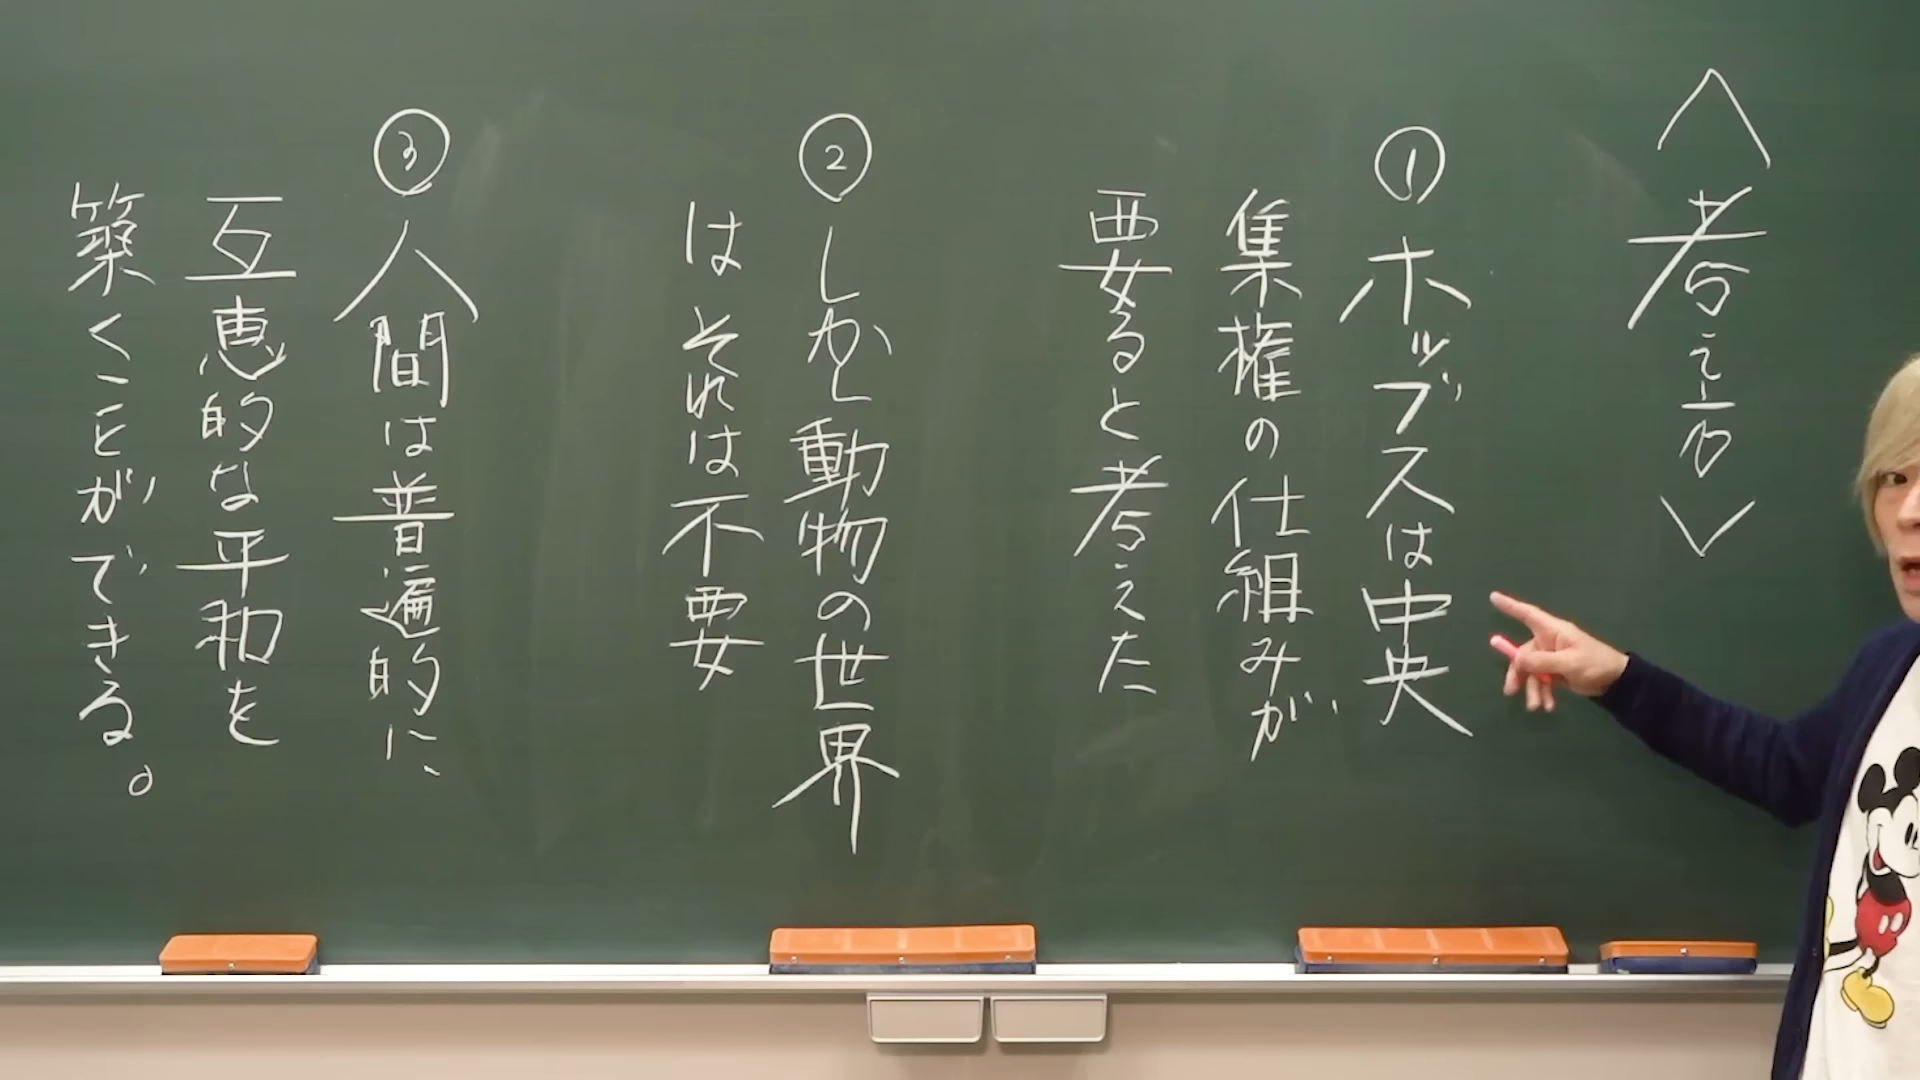 〈考え方〉
①ホッブスは中央
集権の仕組みが
要ると考えた
②しかし動物の世界
はそれは不要
③人間は普遍的に
互恵的な平和を
築くことができる。